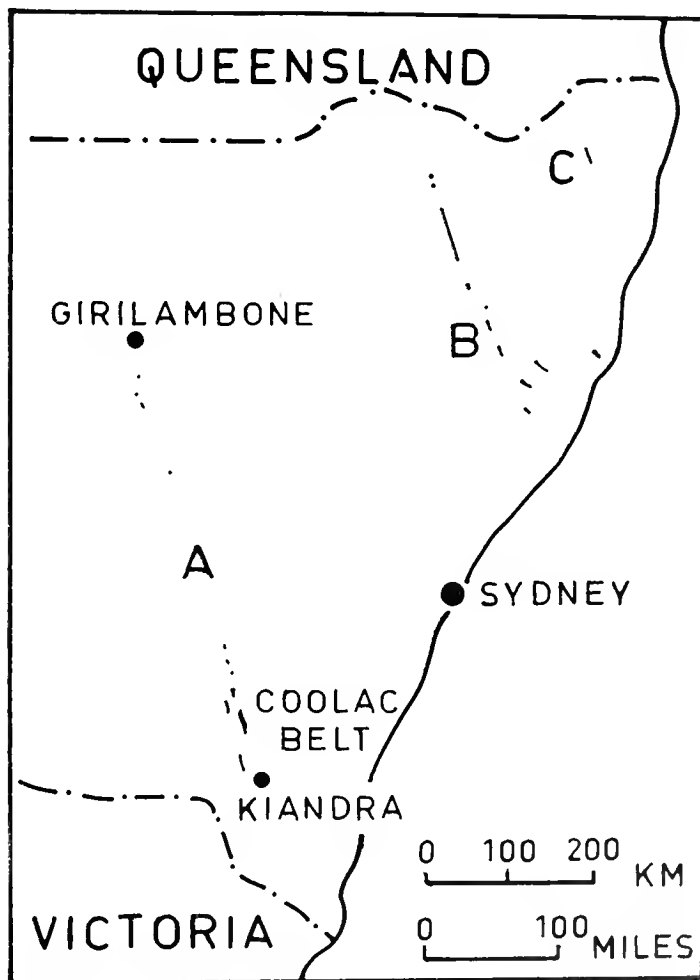 QUEENSLAND
C
GIRILAMBONE
B
A
SYDNEY
COOLAC
BELT
KIANDRA
0 100 200
KM
VICTORIA
0 100
MILES